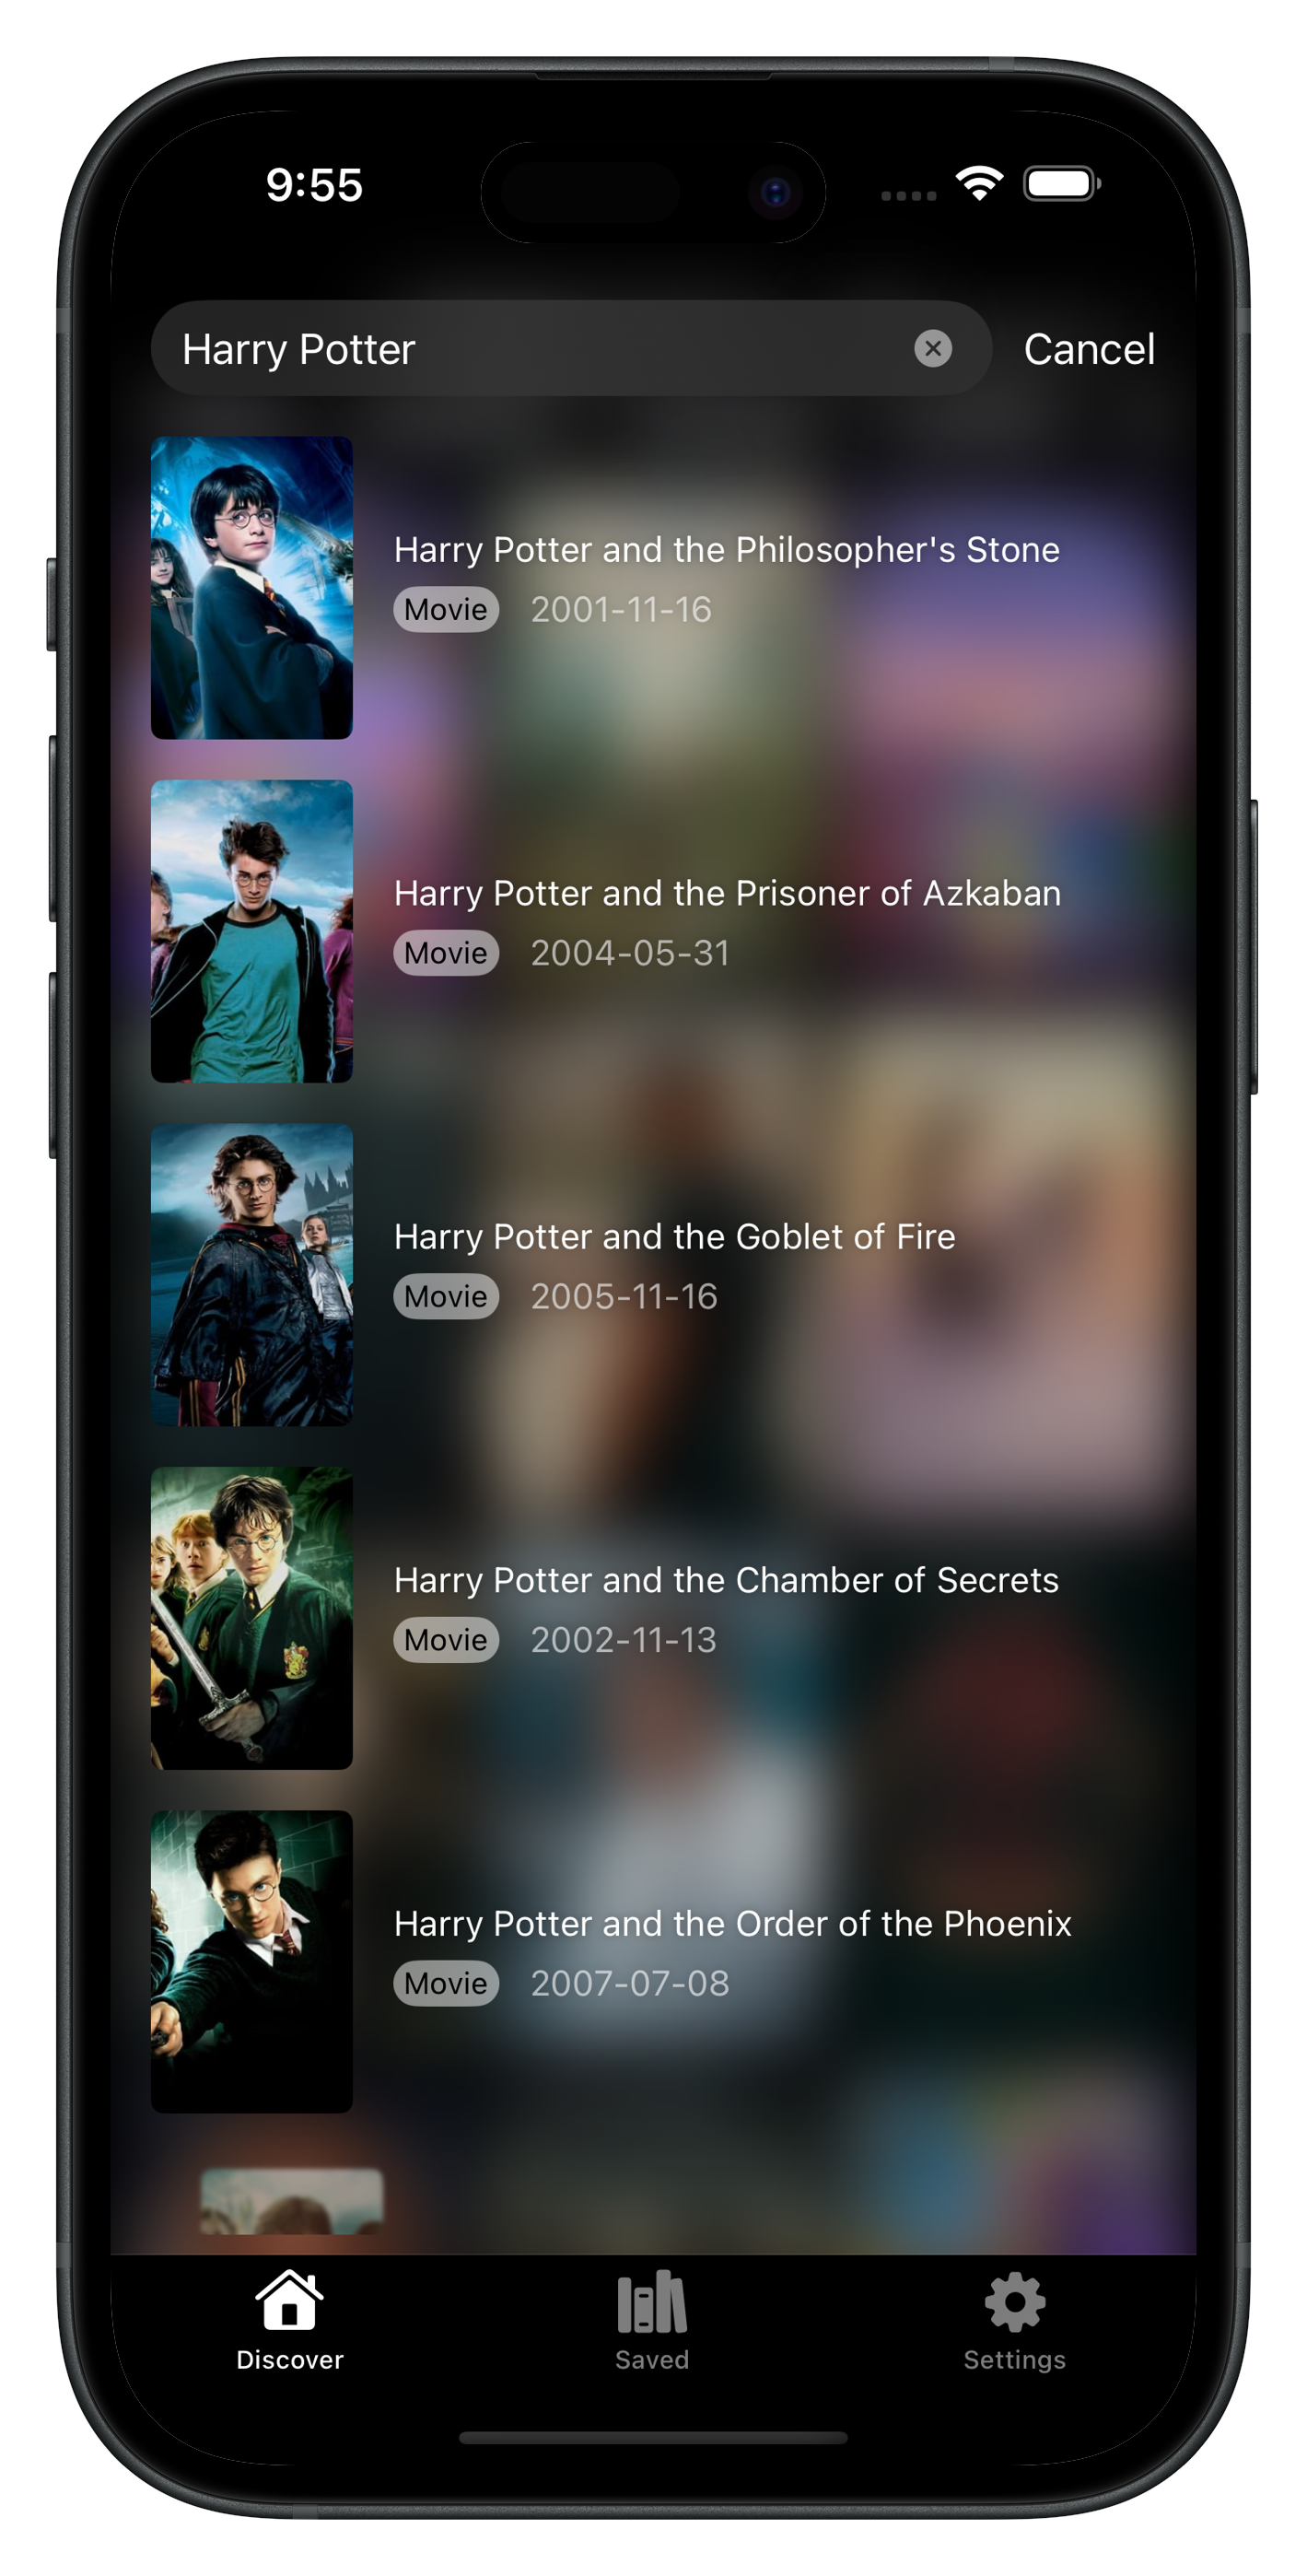 9:55
Harry Potter
Cancel
Harry Potter and the Philosopher's Stone
Movie 2001-11-16
Harry Potter and the Prisoner of Azkaban
Movie 2004-05-31
Harry Potter and the Goblet of Fire
Movie 2005-11-16
Harry Potter and the Chamber of Secrets
Movie 2002-11-13
Harry Potter and the Order of the Phoenix
Movie 2007-07-08
Discover
Saved
Settings